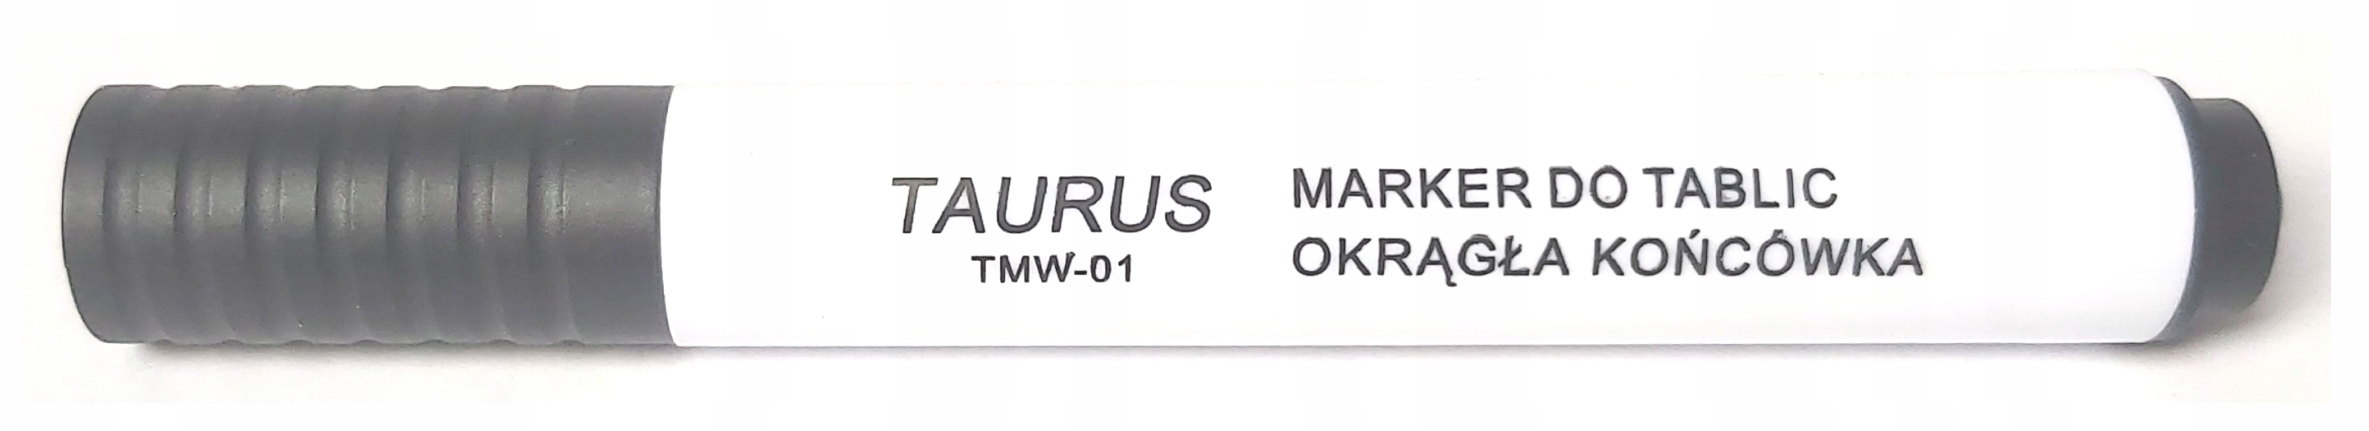 TAURUS
TMW-01
MARKER DO TABLIC
OKRĄGŁA KOŃCÓWKA